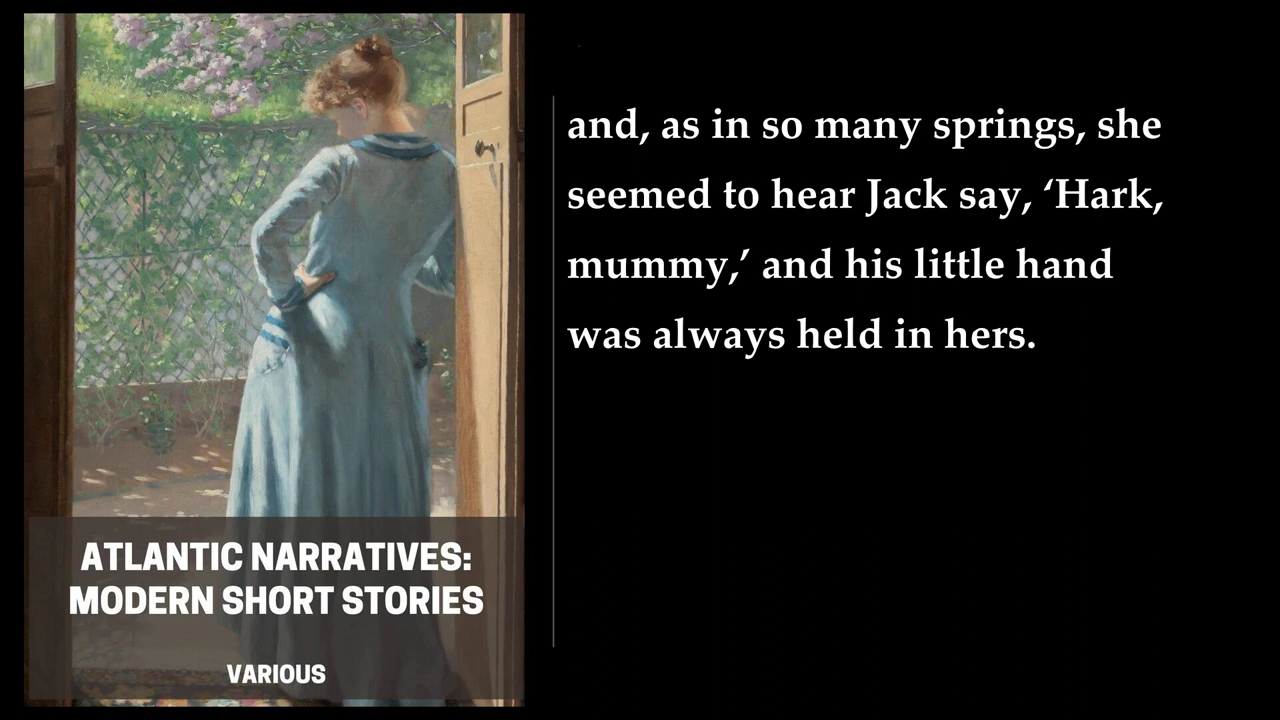 and, as in so many springs, she
seemed to hear Jack say, ‘Hark,
mummy,’ and his little hand
was always held in hers.
ATLANTIC NARRATIVES:
MODERN SHORT STORIES
VARIOUS